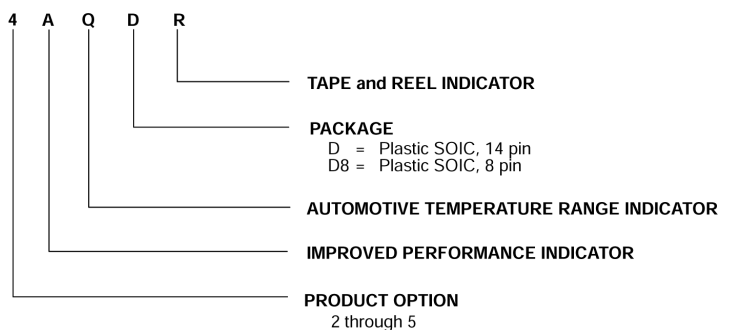 4 A Q D R
TAPE and REEL INDICATOR
PACKAGE
D = Plastic SOIC, 14 pin
D8 = Plastic SOIC, 8 pin
AUTOMOTIVE TEMPERATURE RANGE INDICATOR
IMPROVED PERFORMANCE INDICATOR
PRODUCT OPTION
2 through 5